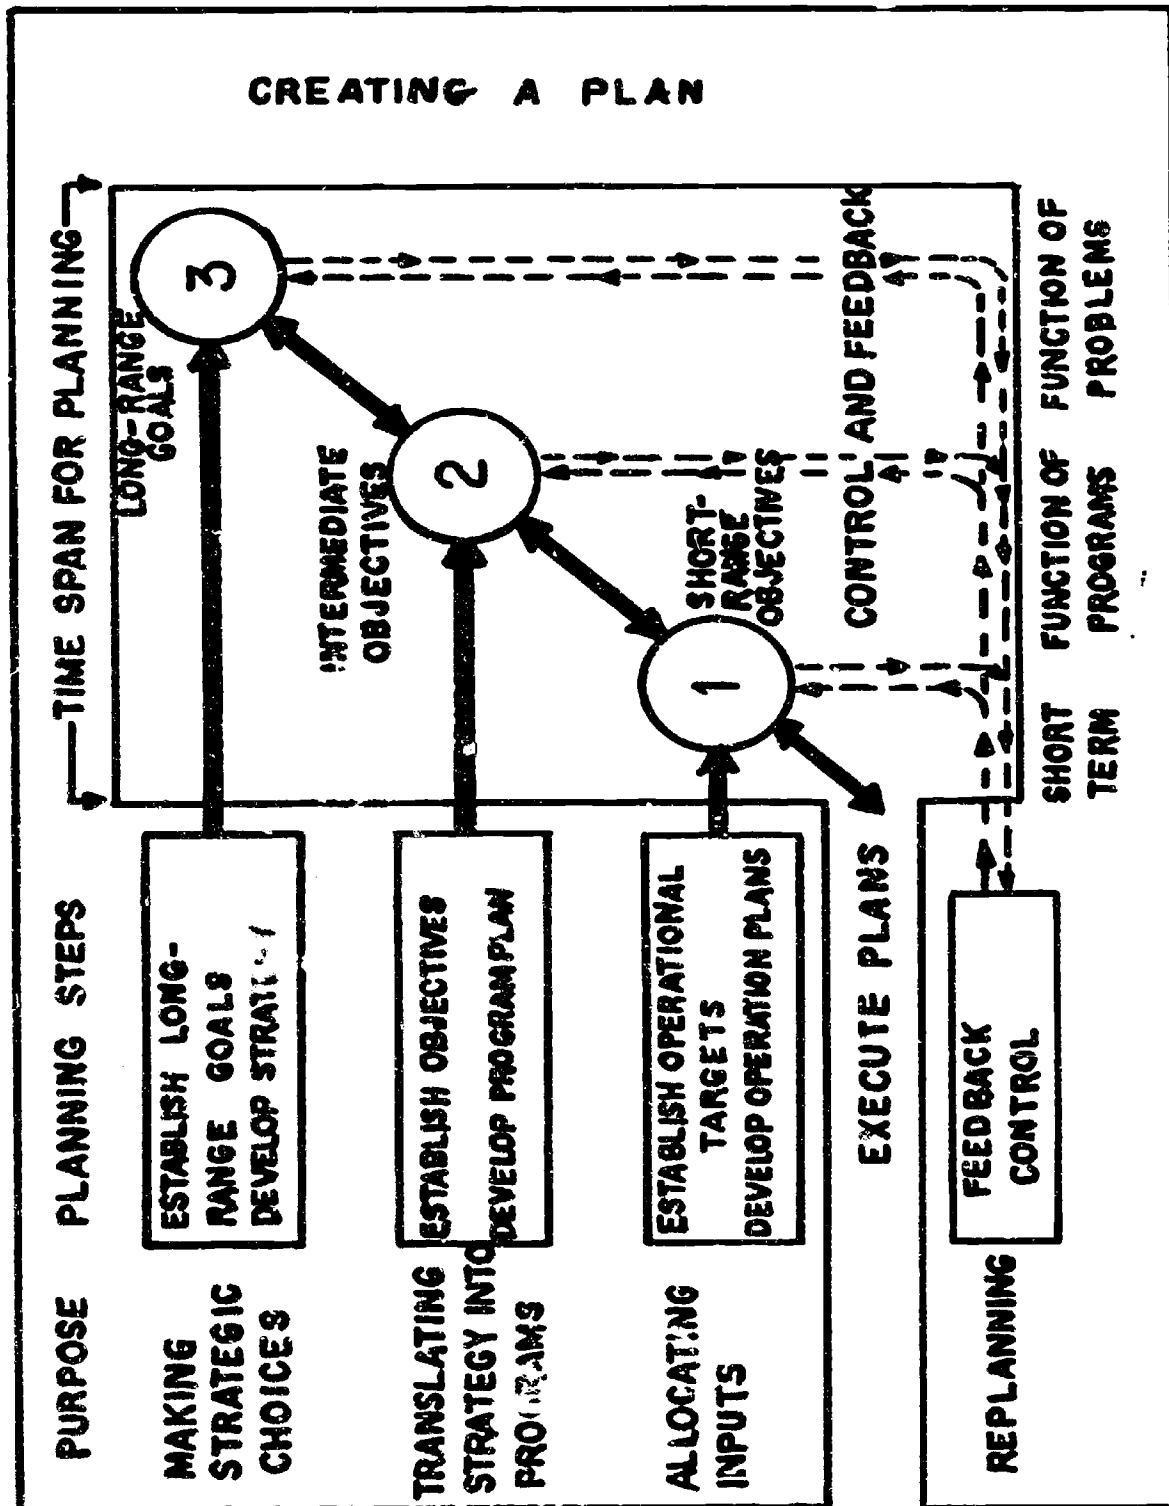 CREATING A PLAN
PURPOSE
PLANNING STEPS
TIME SPAN FOR PLANNING
MAKING
STRATEGIC
CHOICES
ESTABLISH LONG-
RANGE GOALS
DEVELOP
LONG-RANGE
GOALS
3
TRANSLATING
STRATEGY INTO
PROGRAMS
ESTABLISH OBJECTIVES
DEVELOP PROGRAM PLAN
INTERMEDIATE
OBJECTIVES
2
ALLOCATING
INPUTS
ESTABLISH OPERATIONAL
TARGETS
DEVELOP OPERATION PLANS
1
SHORT-
RANGE
OBJECTIVES
EXECUTE PLANS
CONTROL AND FEEDBACK
REPLANNING
FEEDBACK
CONTROL
SHORT
TERM
FUNCTION OF
PROGRAMS
FUNCTION OF
PROBLEMS